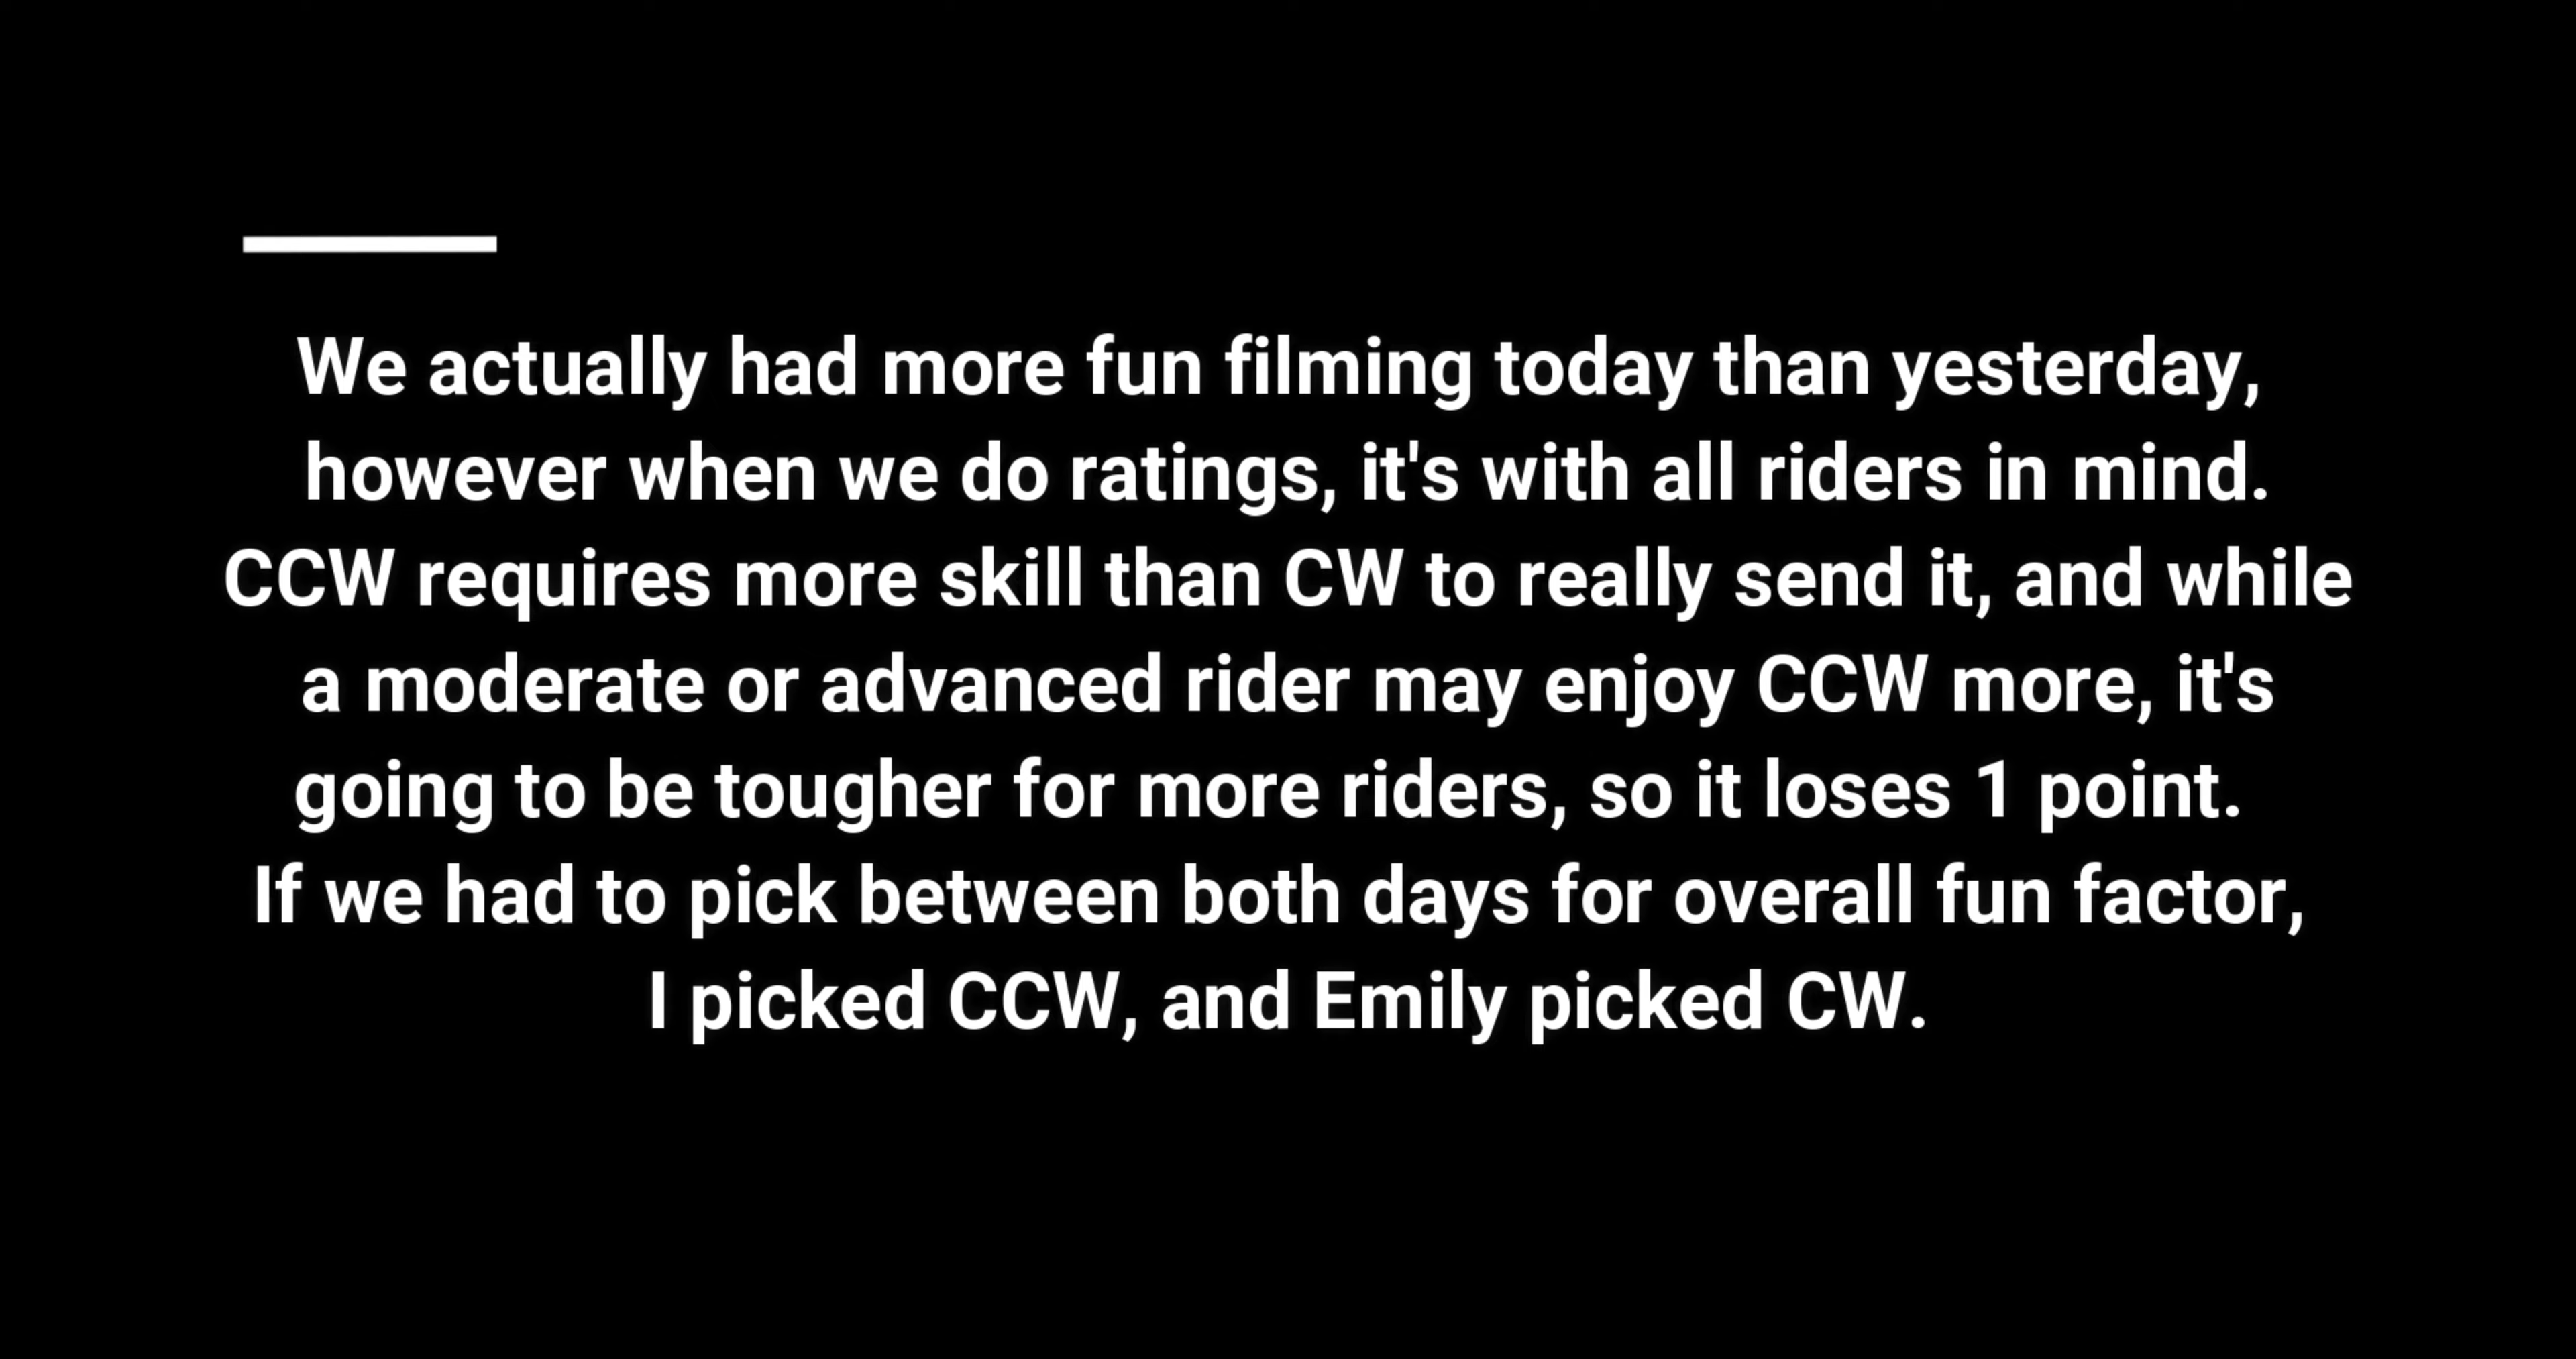 We actually had more fun filming today than yesterday,
however when we do ratings, it's with all riders in mind.
CCW requires more skill than CW to really send it, and while
a moderate or advanced rider may enjoy CCW more, it's
going to be tougher for more riders, so it loses 1 point.
If we had to pick between both days for overall fun factor,
I picked CCW, and Emily picked CW.